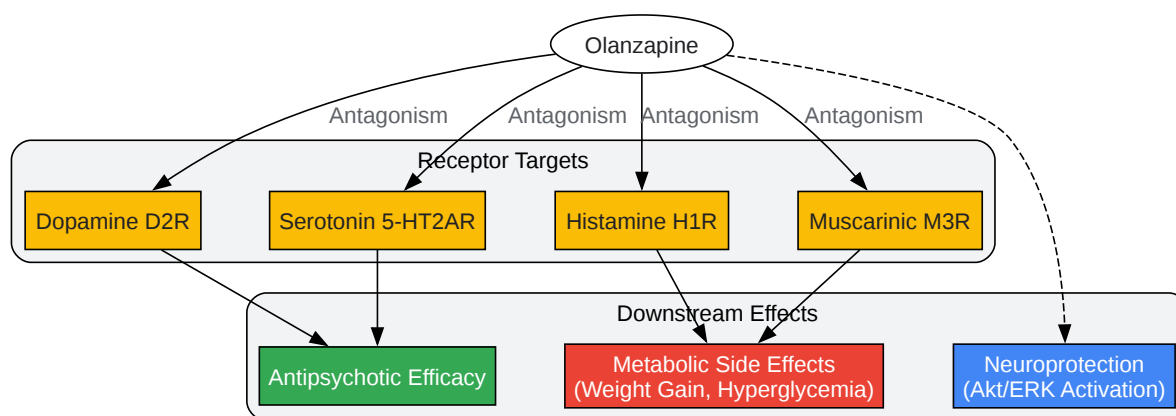 Olanzapine
Antagonism
Antagonism
Antagonism
Antagonism
Receptor Targets
Dopamine D2R
Serotonin 5-HT2AR
Histamine H1R
Muscarinic M3R
Downstream Effects
Antipsychotic Efficacy
Metabolic Side Effects
(Weight Gain, Hyperglycemia)
Neuroprotection
(Akt/ERK Activation)